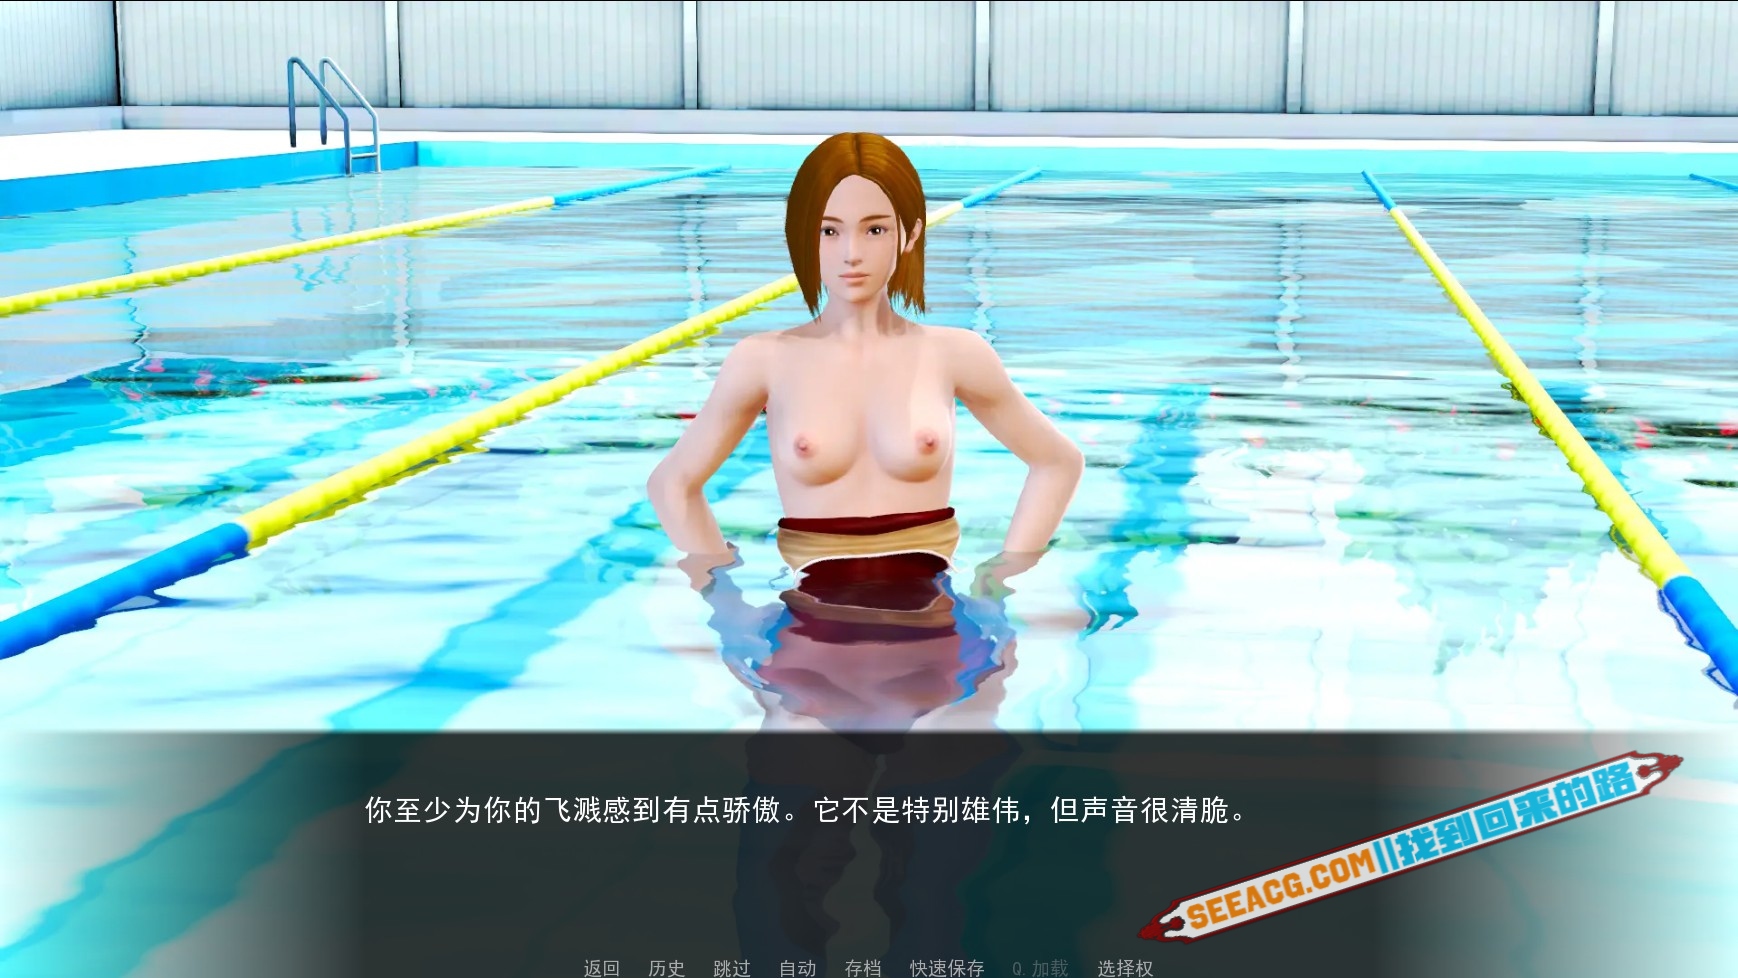 你至少为你的飞溅感到有点骄傲。它不是特别雄伟，但声音很清脆。
SEEACG.COM||找到回来的路
返回 历史 跳过 自动 存档 快速保存 Q.加载 选择权